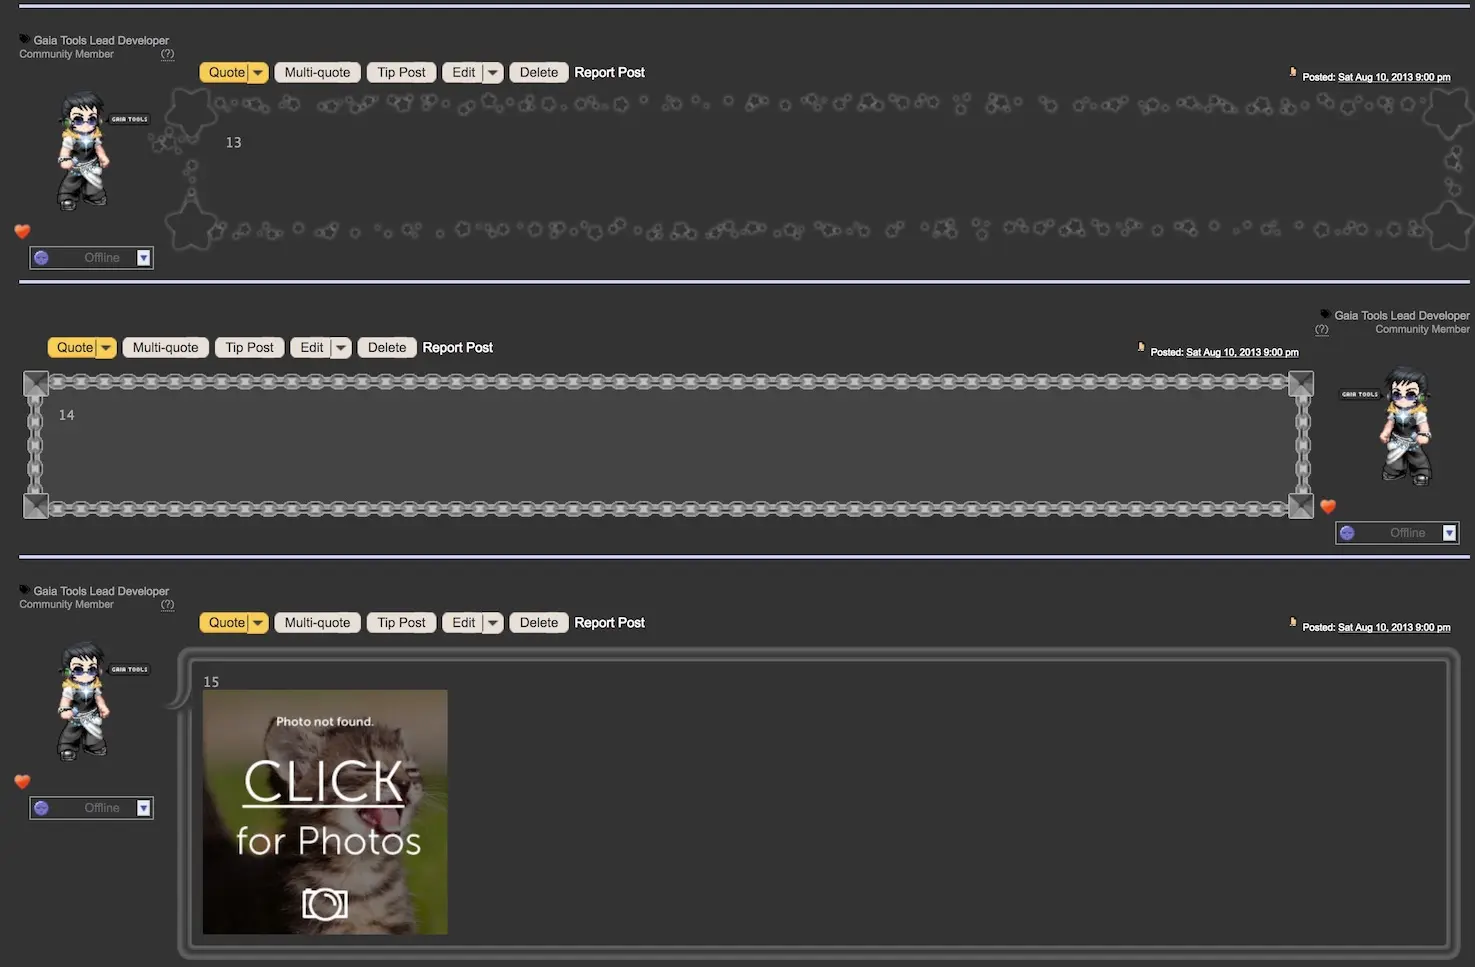 Gaia Tools Lead Developer
Community Member (?)
Quote Multi-quote Tip Post Edit Delete Report Post
Posted: Sat Aug 10, 2013 9:00 pm
GAIA TOOLS
13
Offline
Gaia Tools Lead Developer
(?) Community Member
Quote Multi-quote Tip Post Edit Delete Report Post
Posted: Sat Aug 10, 2013 9:00 pm
GAIA TOOLS
14
Offline
Gaia Tools Lead Developer
Community Member (?)
Quote Multi-quote Tip Post Edit Delete Report Post
Posted: Sat Aug 10, 2013 9:00 pm
GAIA TOOLS
15
Photo not found.
CLICK
for Photos
Offline